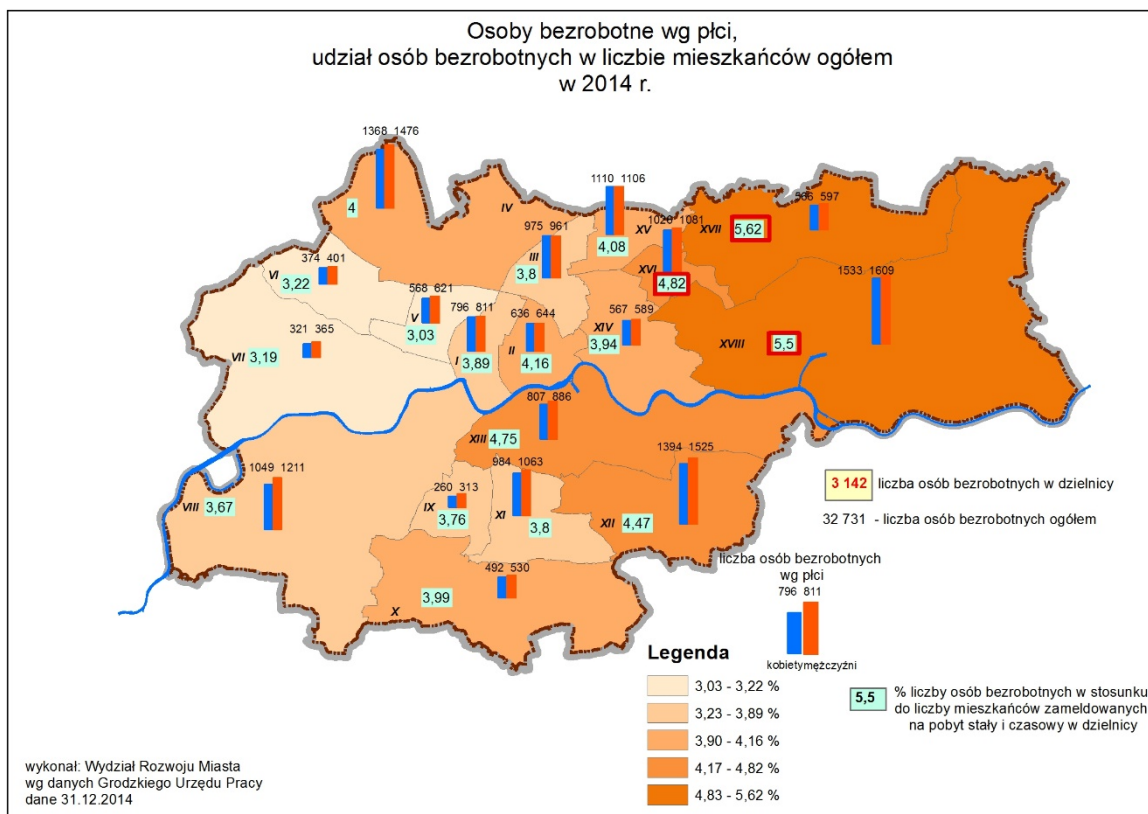 Osoby bezrobotne wg płci,
udział osób bezrobotnych w liczbie mieszkańców ogółem
w 2014 r.
1368 1476
4
IV
1110 1106
XV
4,08
975 961
III
3,8
1081
XVI
4,82
XVII
5,62
597
374 401
VI
3,22
568 621
V
3,03
796 811
I
3,89
636 644
II
4,16
567 589
XIV
3,94
1533 1609
XVIII
5,5
321 365
VII
3,19
807 886
XIII
4,75
1049 1211
VIII
3,67
260 313
IX
3,76
984 1063
XI
3,8
1394 1525
XII
4,47
492 530
X
3,99
3 142 liczba osób bezrobotnych w dzielnicy
32 731 - liczba osób bezrobotnych ogółem
liczba osób bezrobotnych
wg płci
796 811
kobietymężczyźni
Legenda
3,03 - 3,22 %
3,23 - 3,89 %
3,90 - 4,16 %
4,17 - 4,82 %
4,83 - 5,62 %
5,5
% liczby osób bezrobotnych w stosunku
do liczby mieszkańców zameldowanych
na pobyt stały i czasowy w dzielnicy
wykonał: Wydział Rozwoju Miasta
wg danych Grodzkiego Urzędu Pracy
dane 31.12.2014